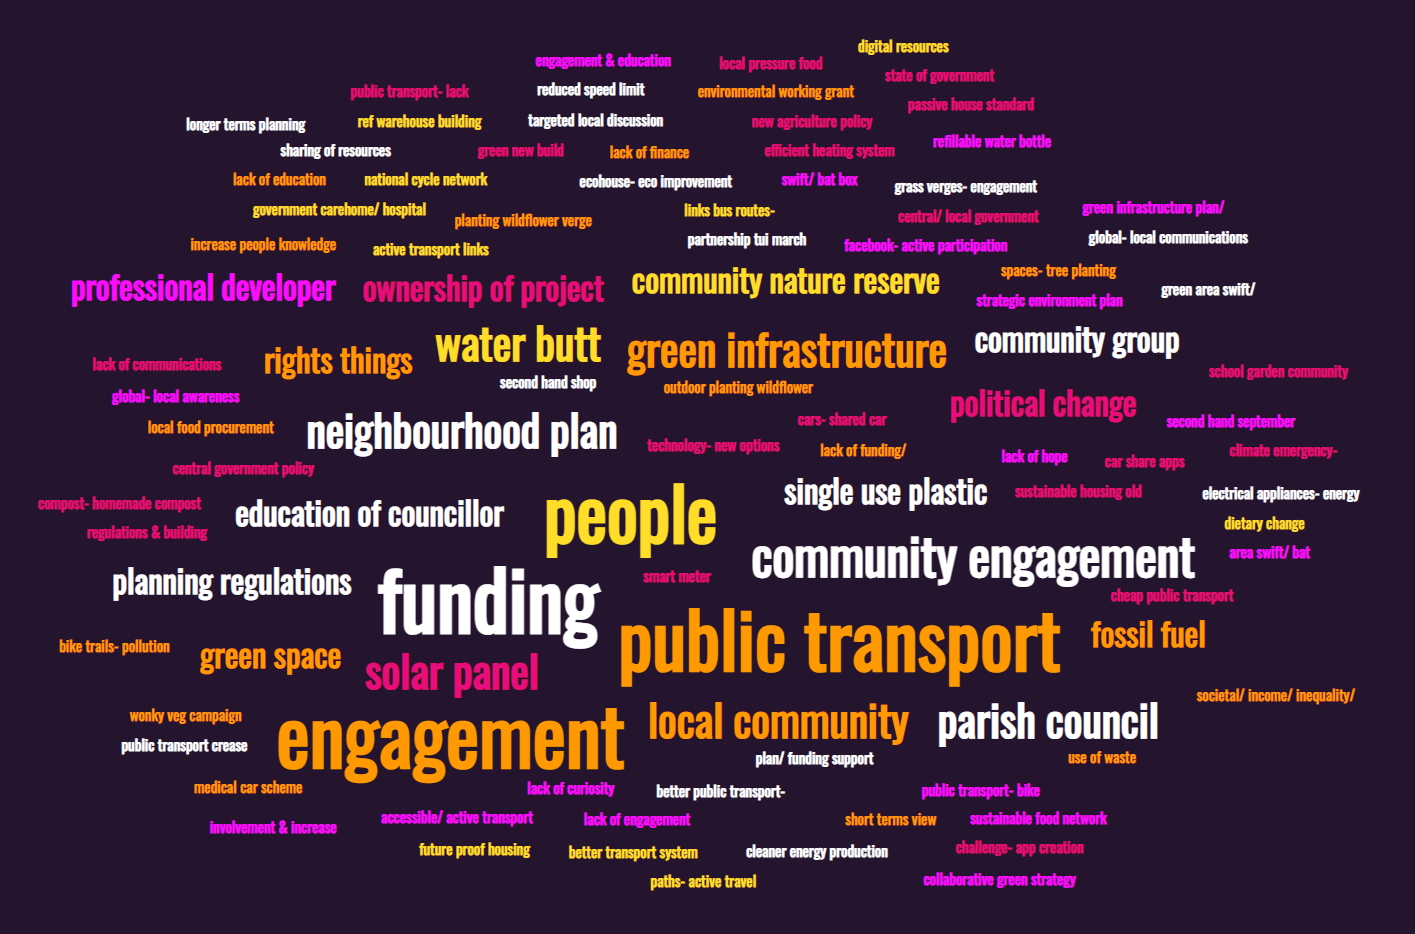 digital resources
engagement & education
local pressure food
state of government
public transport- lack
reduced speed limit
environmental working grant
passive house standard
longer terms planning
ref warehouse building
targeted local discussion
new agriculture policy
refillable water bottle
sharing of resources
green new build
lack of finance
efficient heating system
lack of education
national cycle network
ecohouse- eco improvement
swift/ bat box
grass verges- engagement
government carehome/ hospital
planting wildflower verge
links bus routes-
central/ local government
green infrastructure plan/
increase people knowledge
active transport links
partnership tui march
facebook- active participation
global- local communications
professional developer
ownership of project
community nature reserve
spaces- tree planting
strategic environment plan
green area swift/
lack of communications
rights things
water butt
green infrastructure
community group
second hand shop
outdoor planting wildflower
school garden community
global- local awareness
political change
local food procurement
neighbourhood plan
cars- shared car
second hand september
technology- new options
lack of funding/
lack of hope
car share apps
climate emergency-
central government policy
compost- homemade compost
education of councillor
people
single use plastic
sustainable housing old
electrical appliances- energy
regulations & building
dietary change
area swift/ bat
planning regulations
funding
smart meter
community engagement
cheap public transport
bike trails- pollution
green space
solar panel
public transport
fossil fuel
societal/ income/ inequality/
wonky veg campaign
engagement
local community
parish council
public transport crease
plan/ funding support
use of waste
medical car scheme
lack of curiosity
better public transport-
public transport- bike
involvement & increase
accessible/ active transport
lack of engagement
short terms view
sustainable food network
future proof housing
better transport system
cleaner energy production
challenge- app creation
paths- active travel
collaborative green strategy